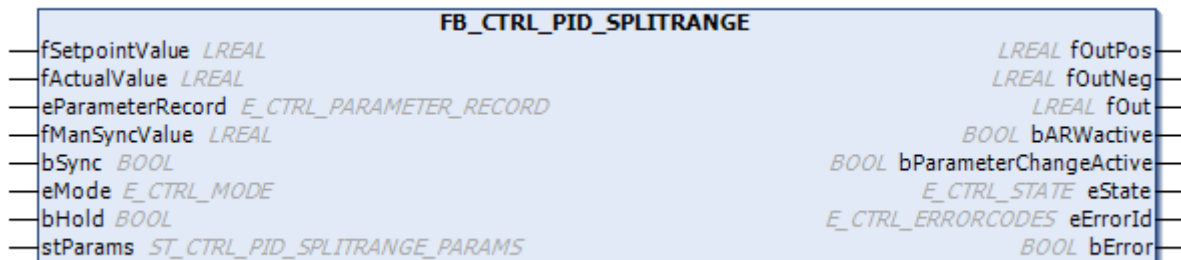 FB_CTRL_PID_SPLITRANGE
fSetpointValue LREAL LREAL fOutPos
fActualValue LREAL LREAL fOutNeg
eParameterRecord E_CTRL_PARAMETER_RECORD LREAL fOut
fManSyncValue LREAL BOOL bARWactive
bSync BOOL BOOL bParameterChangeActive
eMode E_CTRL_MODE E_CTRL_STATE eState
bHold BOOL E_CTRL_ERRORCODES eErrorId
stParams ST_CTRL_PID_SPLITRANGE_PARAMS BOOL bError